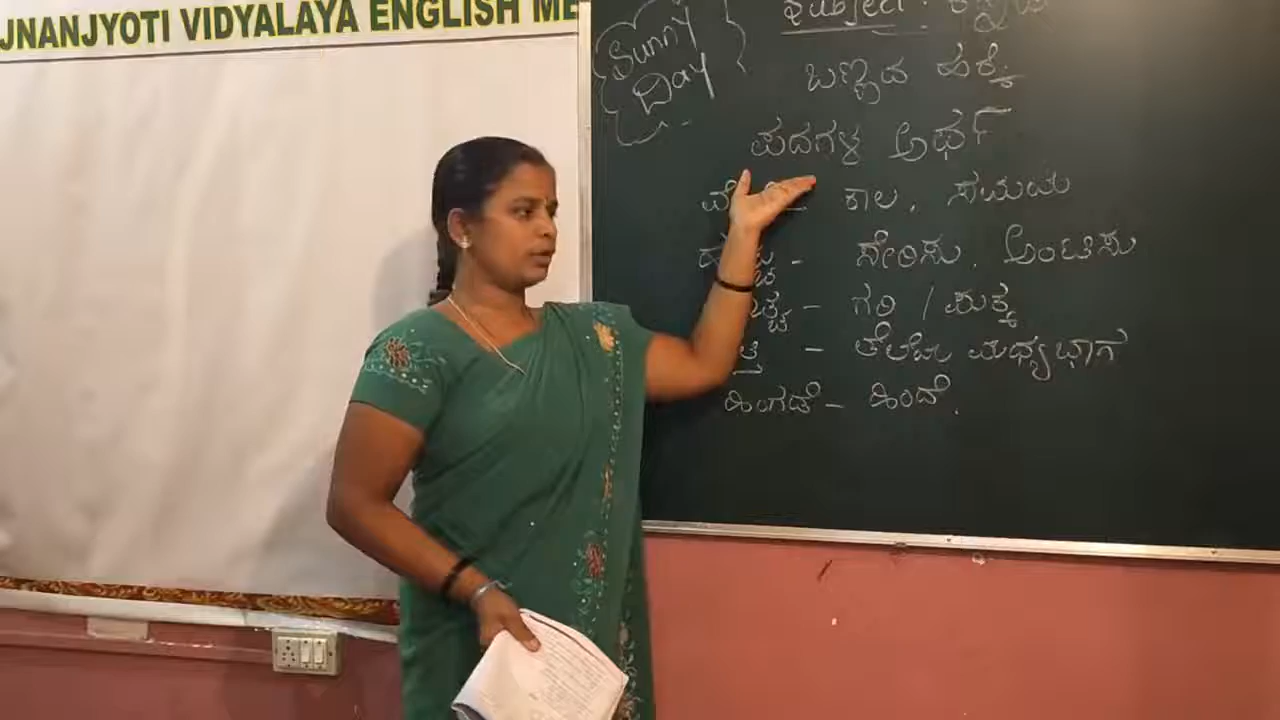 JNANJYOTI VIDYALAYA ENGLISH ME
Sunny
Day
ಬಣ್ಣದ ಹಕ್ಕಿ
ಪದಗಳ ಅರ್ಥ
ಕಾಲ, ಸಮಯ
- ಸೇರಿಸು, ಅಂಟಿಸು
- ಗರಿ / ಪುಕ್ಕ
- ತಲೆಯ ಮಧ್ಯಭಾಗ
ಹಿಂಗಡೆ - ಹಿಂದೆ.